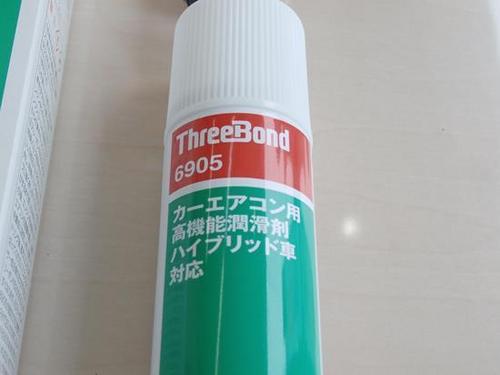 ThreeBond
6905
カーエアコン用
高機能潤滑剤
ハイブリッド車
対応